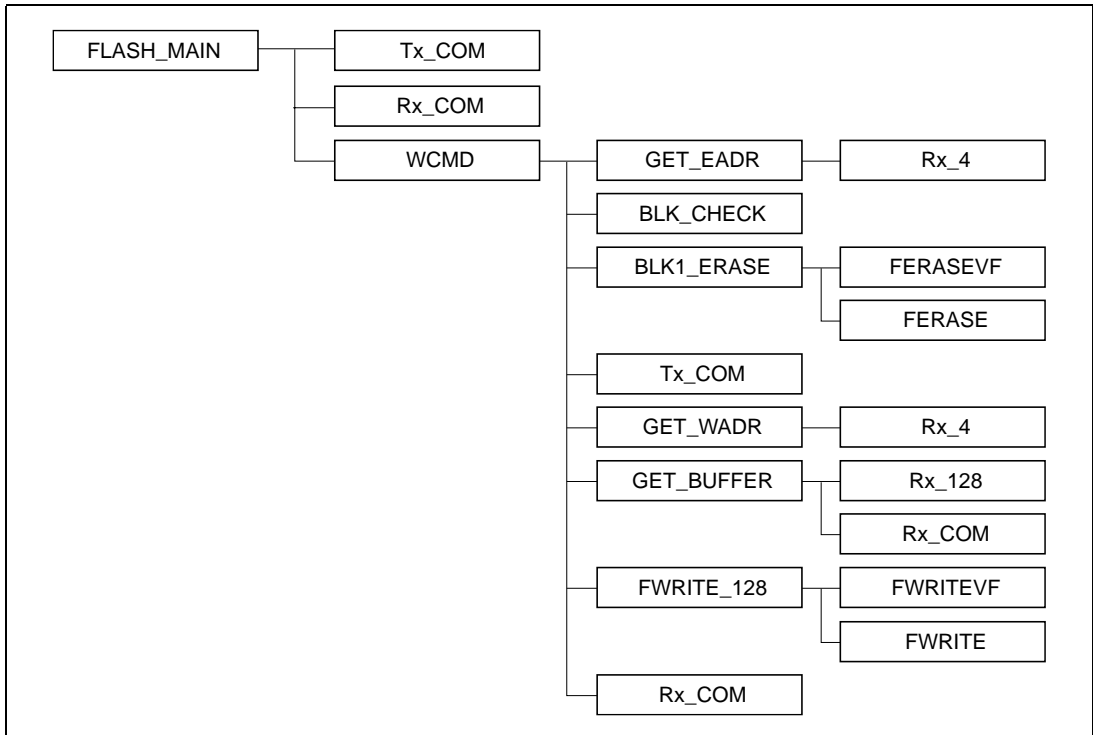 FLASH_MAIN
Tx_COM
Rx_COM
WCMD
GET_EADR
Rx_4
BLK_CHECK
BLK1_ERASE
FERASEVF
FERASE
Tx_COM
GET_WADR
Rx_4
GET_BUFFER
Rx_128
Rx_COM
FWRITE_128
FWRITEVF
FWRITE
Rx_COM